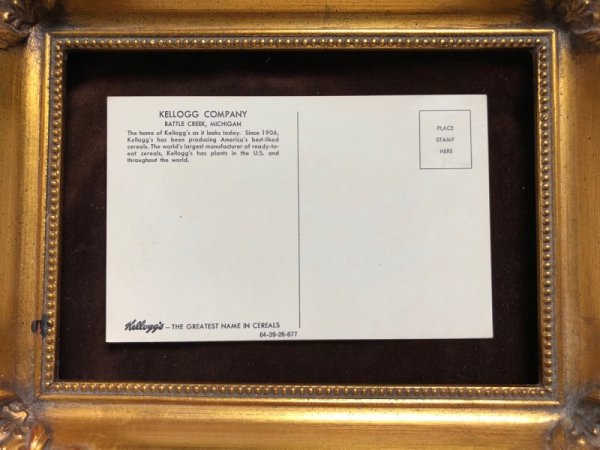 KELLOGG COMPANY
BATTLE CREEK, MICHIGAN
The home of Kellogg's as it looks today. Since 1906,
Kellogg's has been producing America's best-liked
cereals. The world's largest manufacturer of ready-to-
eat cereals, Kellogg's has plants in the U.S. and
throughout the world.
PLACE
STAMP
HERE
Kellogg's — THE GREATEST NAME IN CEREALS
64-39-26-877